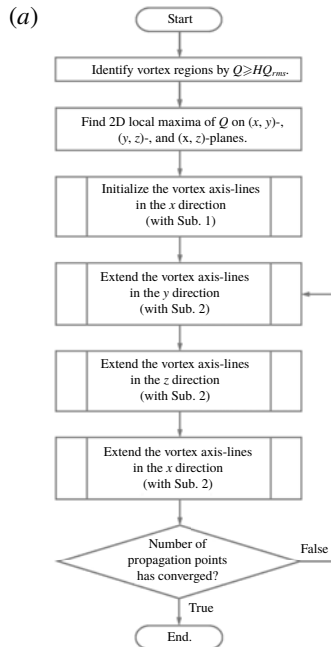 (a)
Start
Identify vortex regions by Q⩾HQrms.
Find 2D local maxima of Q on (x, y)-,
(y, z)-, and (x, z)-planes.
Initialize the vortex axis-lines
in the x direction
(with Sub. 1)
Extend the vortex axis-lines
in the y direction
(with Sub. 2)
Extend the vortex axis-lines
in the z direction
(with Sub. 2)
Extend the vortex axis-lines
in the x direction
(with Sub. 2)
Number of
propagation points
has converged?
False
True
End.